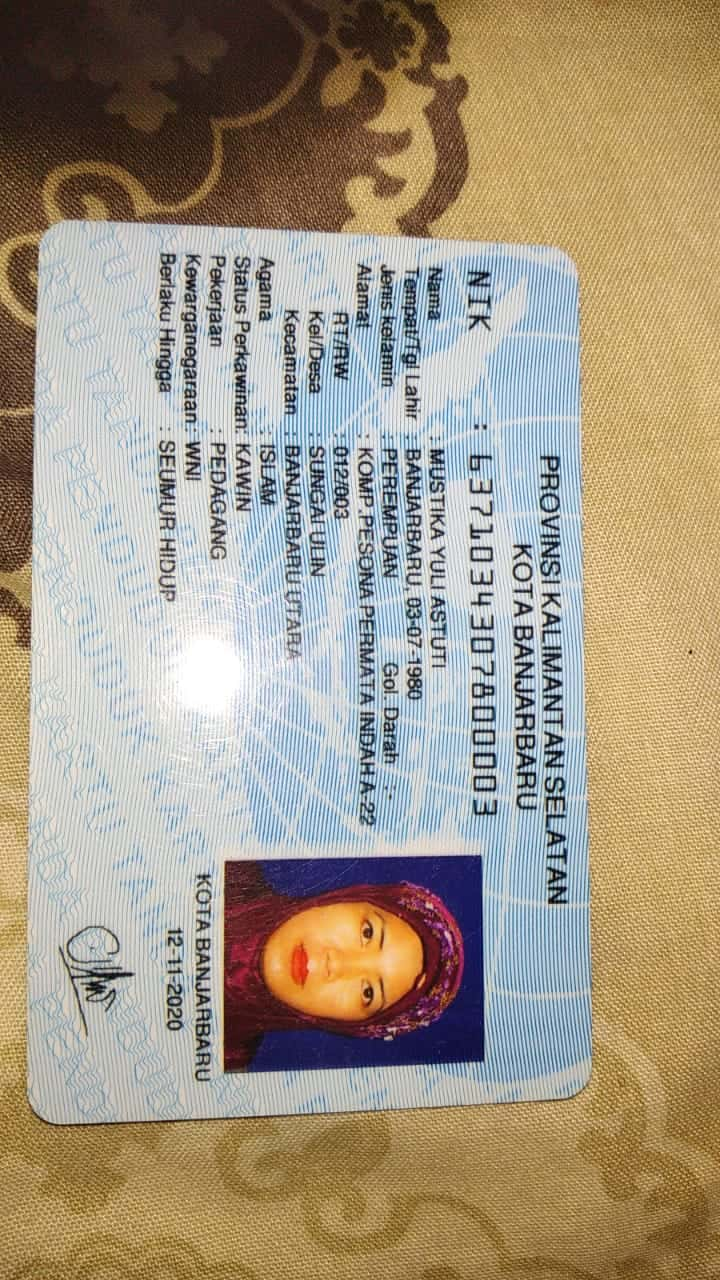 PROVINSI KALIMANTAN SELATAN
KOTA BANJARBARU
NIK : 6371034307800003
Nama : MUSTIKA YULI ASTUTI
Tempat/Tgl Lahir : BANJARBARU, 03-07-1980
Jenis kelamin : PEREMPUAN Gol. Darah : -
Alamat : KOMP.PESONA PERMATA INDAH A-22
RT/RW : 012/003
Kel/Desa : SUNGAI ULIN
Kecamatan : BANJARBARU UTARA
Agama : ISLAM
Status Perkawinan: KAWIN
Pekerjaan : PEDAGANG
Kewarganegaraan: WNI
Berlaku Hingga : SEUMUR HIDUP
KOTA BANJARBARU
12-11-2020